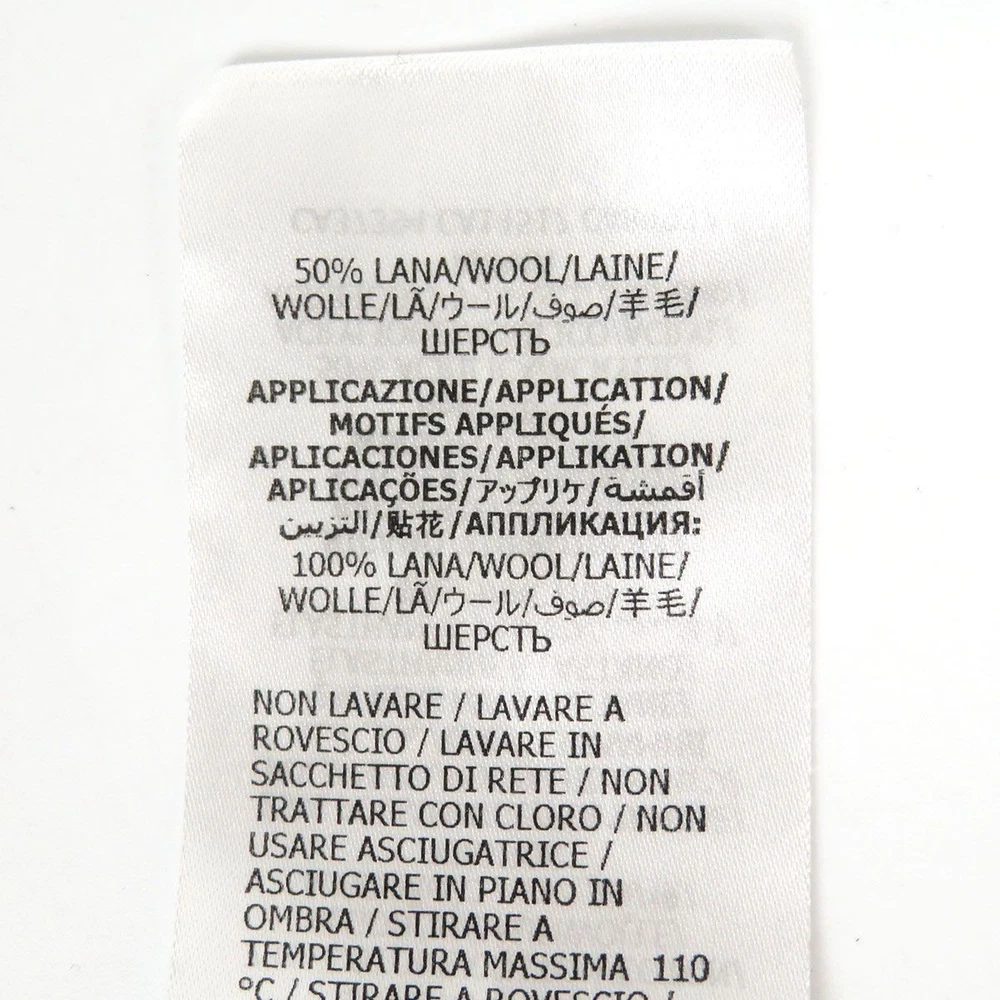 50% LANA/WOOL/LAINE/
WOLLE/LÃ/ウール/صوف/羊毛/
ШЕРСТЬ
APPLICAZIONE/APPLICATION/
MOTIFS APPLIQUÉS/
APLICACIONES/APPLIKATION/
APLICAÇÕES/アップリケ/أقمشة
التزيين/贴花/АППЛИКАЦИЯ:
100% LANA/WOOL/LAINE/
WOLLE/LÃ/ウール/صوف/羊毛/
ШЕРСТЬ
NON LAVARE / LAVARE A
ROVESCIO / LAVARE IN
SACCHETTO DI RETE / NON
TRATTARE CON CLORO / NON
USARE ASCIUGATRICE /
ASCIUGARE IN PIANO IN
OMBRA / STIRARE A
TEMPERATURA MASSIMA 110
°C / STIRARE A ROVESCIO /